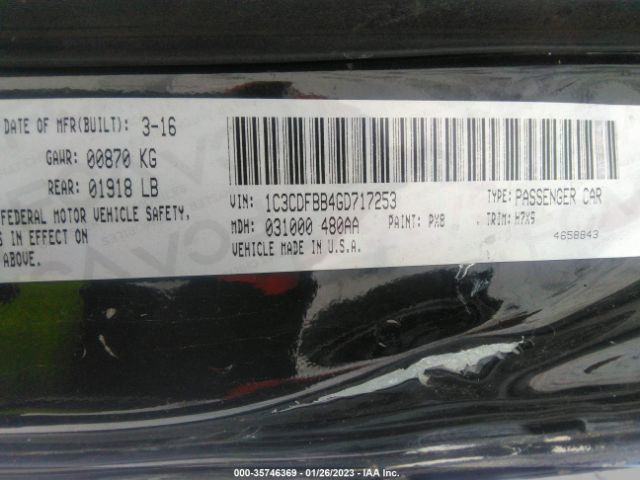 DATE OF MFR(BUILT): 3-16
GAWR: 00870 KG
REAR: 01918 LB
FEDERAL MOTOR VEHICLE SAFETY,
S IN EFFECT ON
ABOVE.
VIN: 1C3CDFBB4GD717253
TYPE: PASSENGER CAR
MDH: 031000 480AA
PAINT: PX8
TRIM: H7X9
VEHICLE MADE IN U.S.A.
4658843
000-35746369 - 01/26/2023 - IAA Inc.